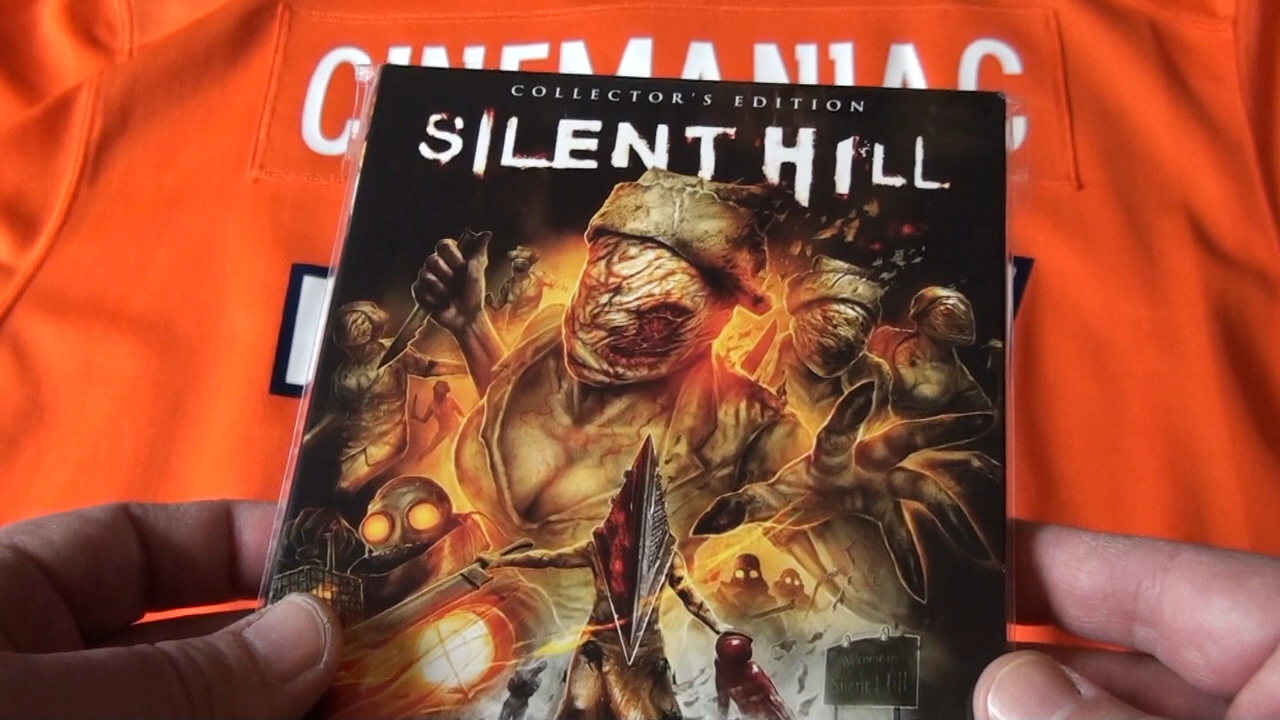 CINEMANIAC
COLLECTOR'S EDITION
SILENT HILL
Welcome to
Silent Hill